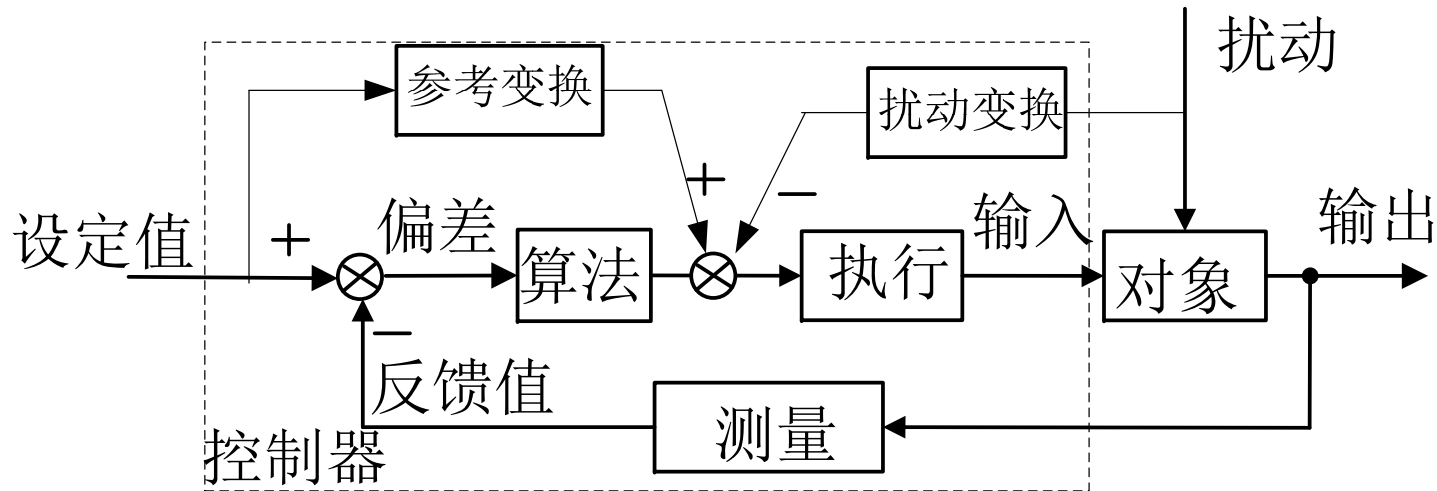 扰动
参考变换
扰动变换
+
−
设定值
+
偏差
算法
执行
输入
对象
输出
−
反馈值
测量
控制器